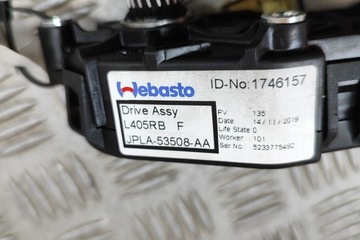 Webasto
ID-No:1746157
Drive Assy
L405RB F
JPLA-53508-AA
PV 135
Date 14/11/2019
Life State 0
Worker 101
Ser No 5233775492